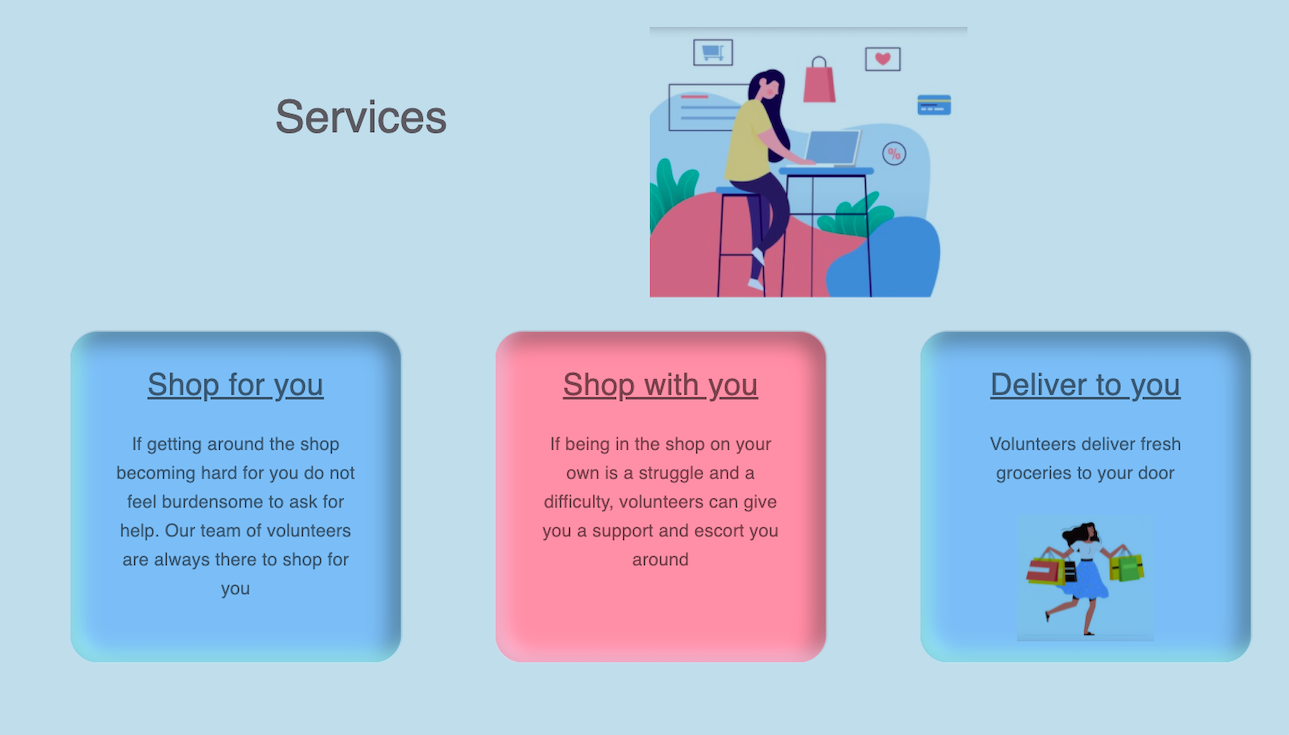 Services
%
Shop for you
If getting around the shop
becoming hard for you do not
feel burdensome to ask for
help. Our team of volunteers
are always there to shop for
you
Shop with you
If being in the shop on your
own is a struggle and a
difficulty, volunteers can give
you a support and escort you
around
Deliver to you
Volunteers deliver fresh
groceries to your door